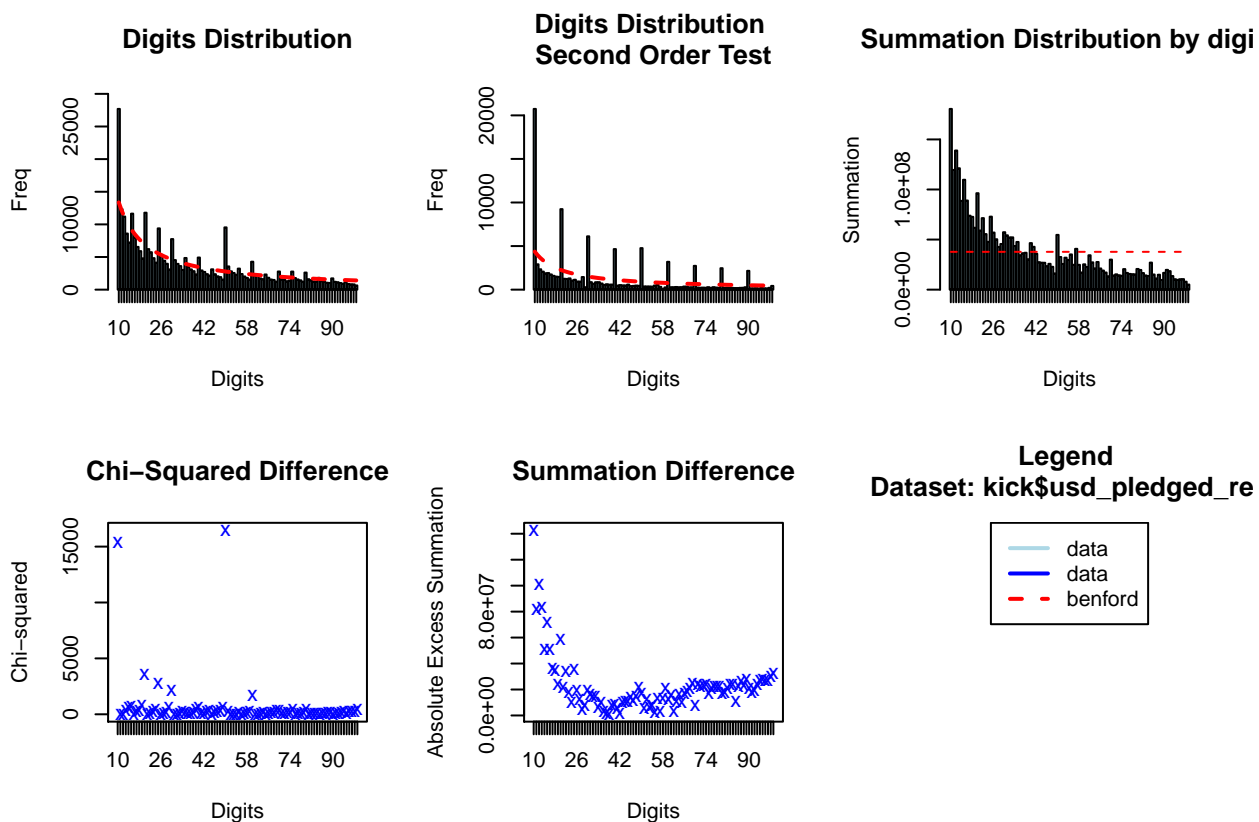 Digits Distribution
Freq
0
10000
25000
10 26 42 58 74 90
Digits
Digits Distribution
Second Order Test
Freq
0
10000
20000
10 26 42 58 74 90
Digits
Summation Distribution by digi
Summation
0.0e+00
1.0e+08
10 26 42 58 74 90
Digits
Chi−Squared Difference
Chi−squared
0
5000
15000
10 26 42 58 74 90
Digits
Summation Difference
Absolute Excess Summation
0.0e+00
8.0e+07
10 26 42 58 74 90
Digits
Legend
Dataset: kick$usd_pledged_re
data
data
benford